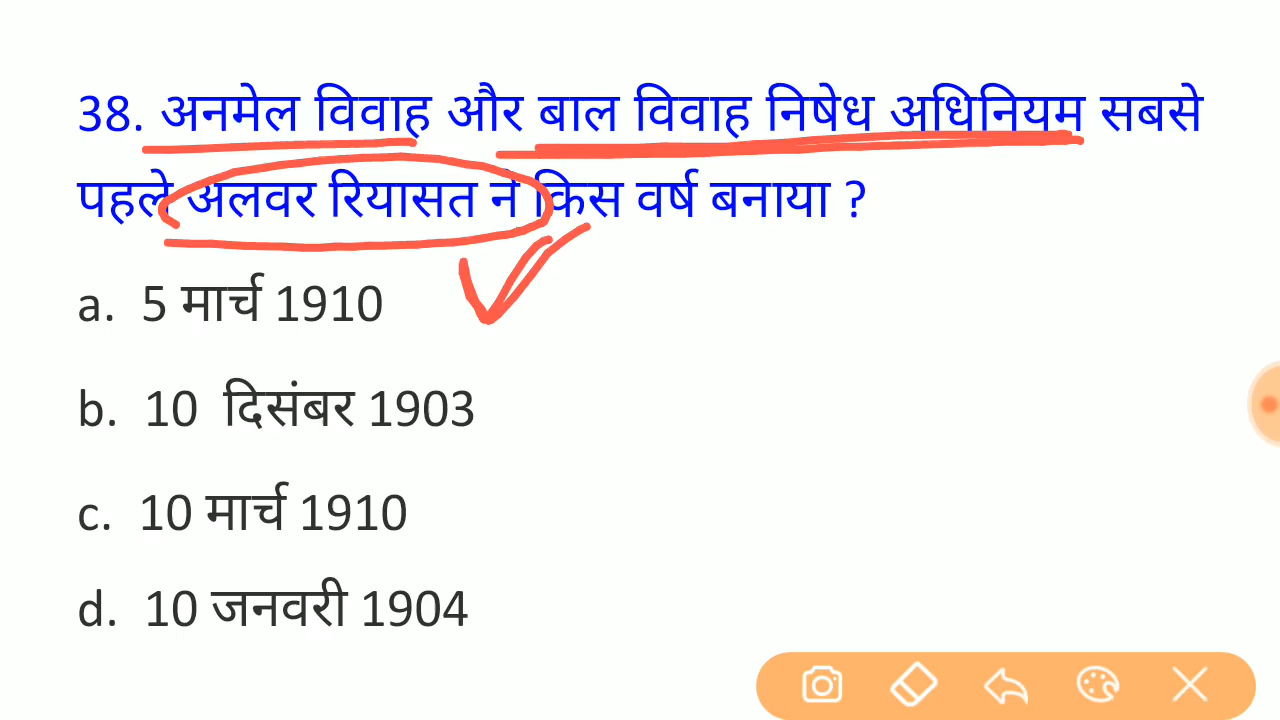 38. अनमेल विवाह और बाल विवाह निषेध अधिनियम सबसे
पहले अलवर रियासत ने किस वर्ष बनाया ?
a. 5 मार्च 1910
b. 10 दिसंबर 1903
c. 10 मार्च 1910
d. 10 जनवरी 1904